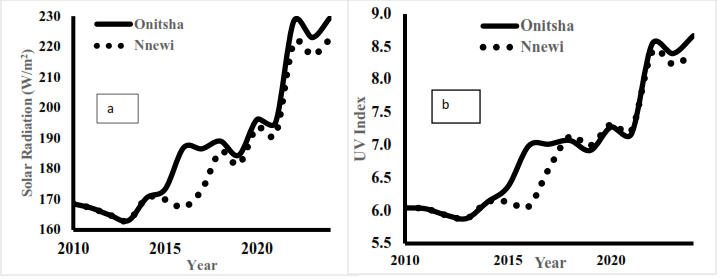 230
220
210
200
190
180
170
160
Solar Radiation (W/m²)
Onitsha
Nnewi
a
2010 2015 2020
Year
9.0
8.5
8.0
7.5
7.0
6.5
6.0
5.5
UV Index
Onitsha
Nnewi
b
2010 2015 2020
Year